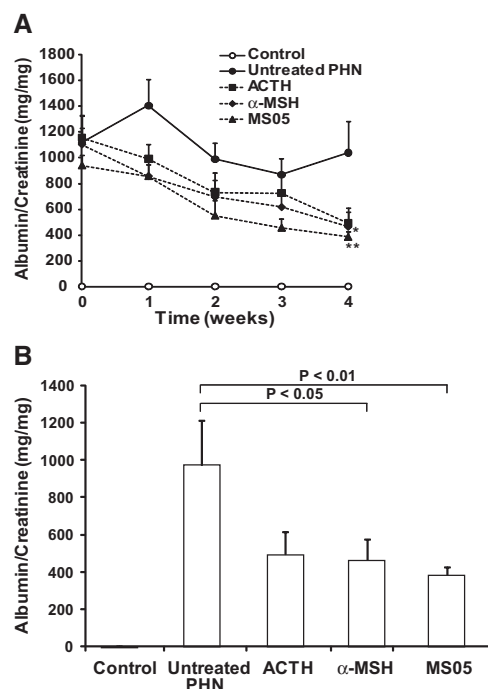 A
Control
Untreated PHN
ACTH
α-MSH
MS05
Albumin/Creatinine (mg/mg)
1800
1600
1400
1200
1000
800
600
400
200
0
*
**
0 1 2 3 4
Time (weeks)
B
P < 0.01
P < 0.05
Albumin/Creatinine (mg/mg)
1400
1200
1000
800
600
400
200
0
Control Untreated PHN ACTH α-MSH MS05